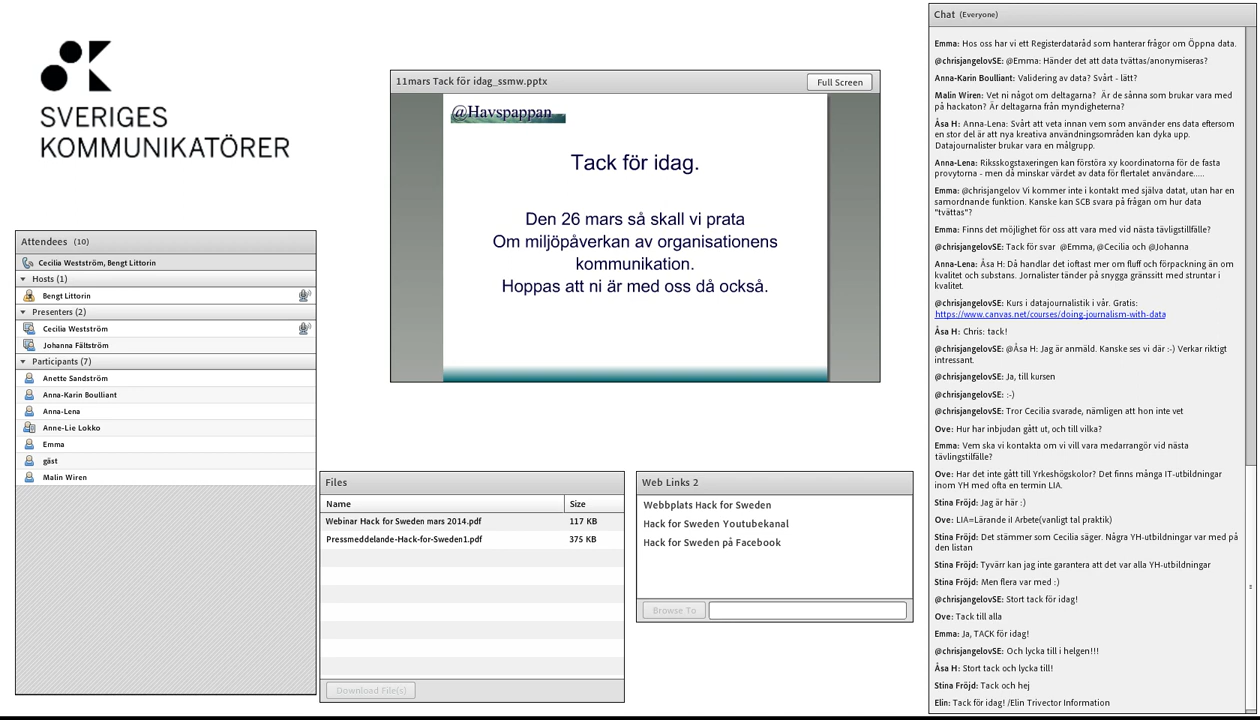 SVERIGES
KOMMUNIKATÖRER
11mars Tack för idag_ssmw.pptx
Full Screen
@Havspappan
Tack för idag.
Den 26 mars så skall vi prata
Om miljöpåverkan av organisationens
kommunikation.
Hoppas att ni är med oss då också.
Attendees (10)
Cecilia Westström, Bengt Littorin
Hosts (1)
Bengt Littorin
Presenters (2)
Cecilia Westström
Johanna Fältström
Participants (7)
Anette Sandström
Anna-Karin Boulliant
Anna-Lena
Anne-Lie Lokko
Emma
gäst
Malin Wiren
Files
Name Size
Webinar Hack for Sweden mars 2014.pdf 117 KB
Pressmeddelande-Hack-for-Sweden1.pdf 375 KB
Download File(s)
Web Links 2
Webbplats Hack for Sweden
Hack for Sweden Youtubekanal
Hack for Sweden på Facebook
Browse To
Chat (Everyone)
Emma: Hos oss har vi ett Registerdataråd som hanterar frågor om Öppna data.
@chrisjangelovSE: @Emma: Händer det att data tvättas/anonymiseras?
Anna-Karin Boulliant: Validering av data? Svårt - lätt?
Malin Wiren: Vet ni något om deltagarna? Är de sånna som brukar vara med
på hackaton? Är deltagarna från myndigheterna?
Åsa H: Anna-Lena: Svårt att veta innan vem som använder ens data eftersom
en stor del är att nya kreativa användningsområden kan dyka upp.
Datajournalister brukar vara en målgrupp.
Anna-Lena: Riksskogstaxeringen kan förstöra xy koordinatorna för de fasta
provytorna - men då minskar värdet av data för flertalet användare.....
Emma: @chrisjangelov Vi kommer inte i kontakt med själva datat, utan har en
samordnande funktion. Kanske kan SCB svara på frågan om hur data
"tvättas"?
Emma: Finns det möjlighet för oss att vara med vid nästa tävligstillfälle?
@chrisjangelovSE: Tack för svar @Emma, @Cecilia och @Johanna
Anna-Lena: Åsa H: Då handlar det ioftast mer om fluff och förpackning än om
kvalitet och substans. Jornalister tänder på snygga gränssitt med struntar i
kvalitet.
@chrisjangelovSE: Kurs i datajournalistik i vår. Gratis:
https://www.canvas.net/courses/doing-journalism-with-data
Åsa H: Chris: tack!
@chrisjangelovSE: @Åsa H: Jag är anmäld. Kanske ses vi där :-) Verkar riktigt
intressant.
@chrisjangelovSE: Ja, till kursen
@chrisjangelovSE: :-)
@chrisjangelovSE: Tror Cecilia svarade, nämligen att hon inte vet
Ove: Hur har inbjudan gått ut, och till vilka?
Emma: Vem ska vi kontakta om vi vill vara medarrangör vid nästa
tävlingstilfälle?
Ove: Har det inte gått till Yrkeshögskolor? Det finns många IT-utbildningar
inom YH med ofta en termin LIA.
Stina Fröjd: Jag är här :)
Ove: LIA=Lärande iI Arbete(vanligt tal praktik)
Stina Fröjd: Det stämmer som Cecilia säger. Några YH-utbildningar var med på
den listan
Stina Fröjd: Tyvärr kan jag inte garantera att det var alla YH-utbildningar
Stina Fröjd: Men flera var med :)
@chrisjangelovSE: Stort tack för idag!
Ove: Tack till alla
Emma: Ja, TACK för idag!
@chrisjangelovSE: Och lycka till i helgen!!!
Åsa H: Stort tack och lycka till!
Stina Fröjd: Tack och hej
Elin: Tack för idag! /Elin Trivector Information